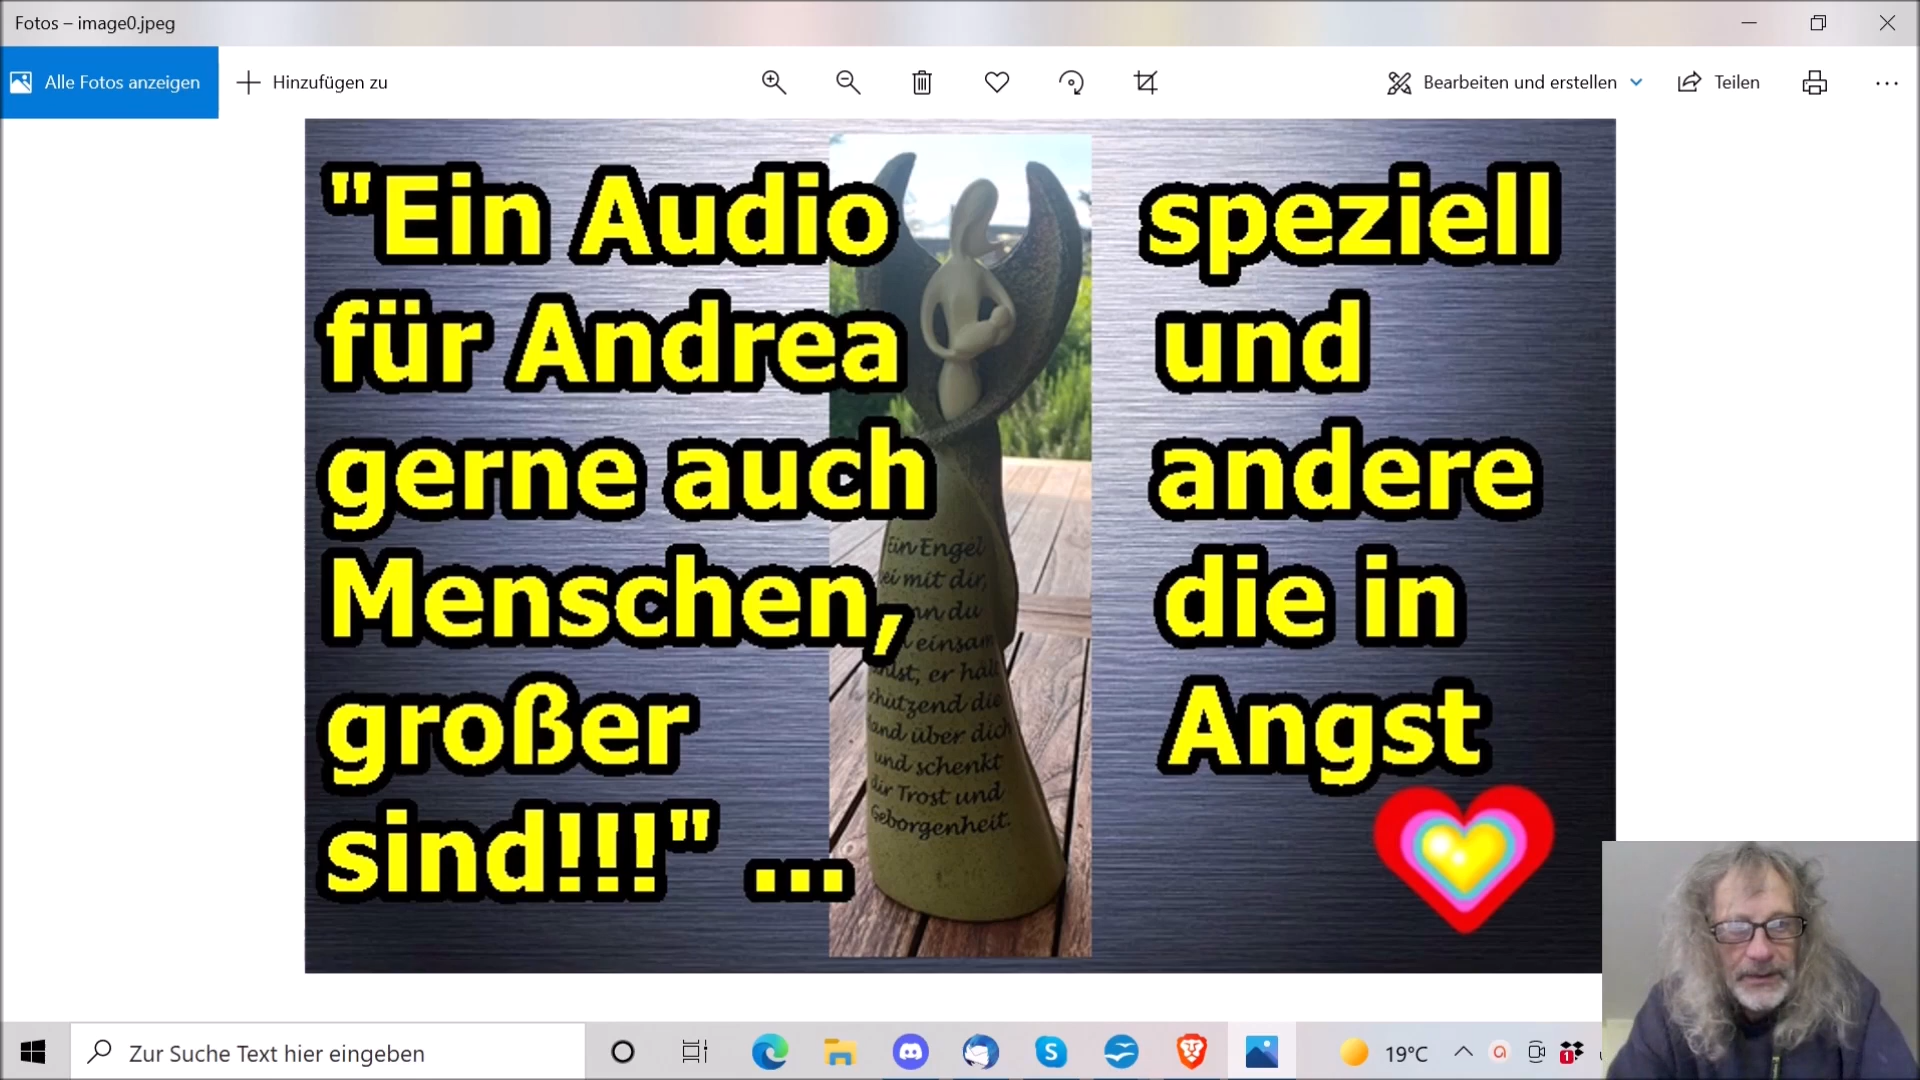 Fotos – image0.jpeg
Alle Fotos anzeigen
Hinzufügen zu
Bearbeiten und erstellen
Teilen
"Ein Audio speziell
für Andrea und
gerne auch andere
Menschen, die in
großer Angst
sind!!!" ...
Ein Engel
mit dir,
du
einsam
er hält
schützend die
Hand über dich
und schenkt
dir Trost und
Geborgenheit.
Zur Suche Text hier eingeben
19°C
1